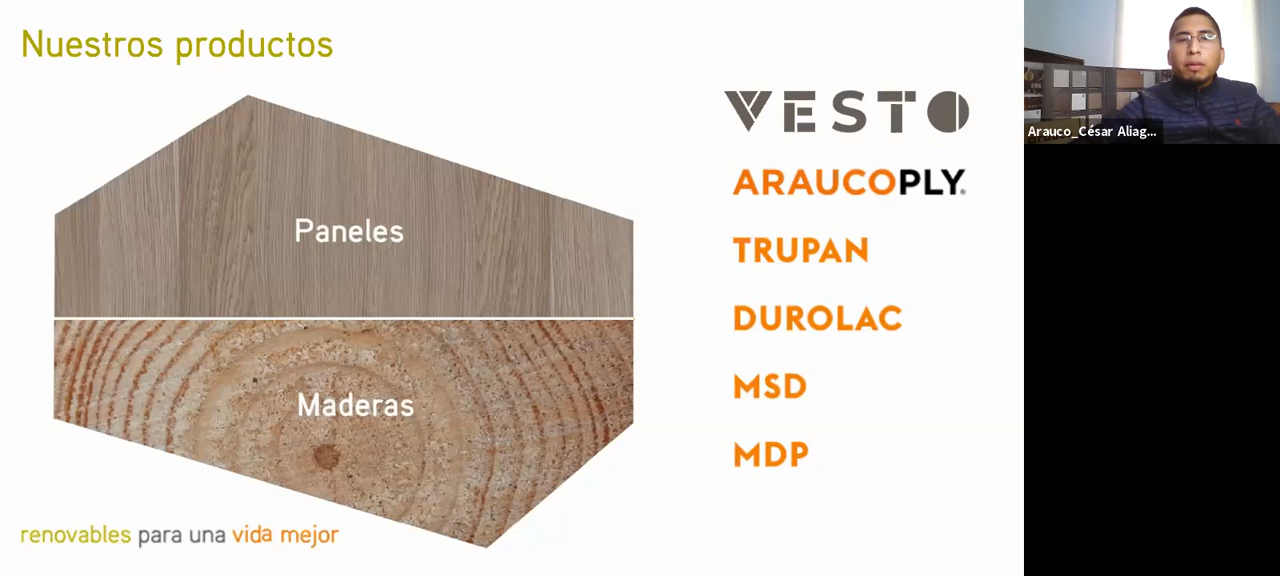 Nuestros productos
Paneles
Maderas
VESTO
ARAUCOPLY®
TRUPAN
DUROLAC
MSD
MDP
renovables para una vida mejor
Arauco_César Aliag...